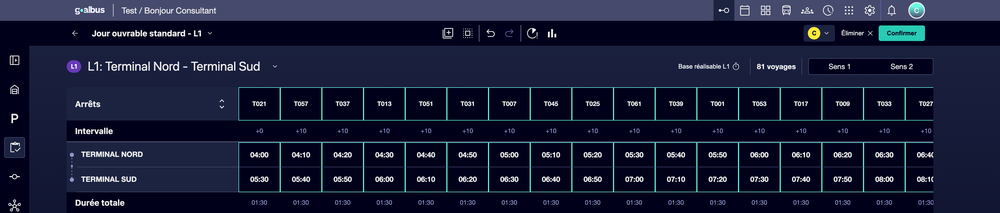 goalbus
Test / Bonjour Consultant
C
Jour ouvrable standard - L1
C
Éliminer
Confirmer
L1
L1: Terminal Nord - Terminal Sud
Base réalisable L1
81 voyages
Sens 1
Sens 2
Arrêts T021 T057 T037 T013 T051 T031 T007 T045 T025 T061 T039 T001 T053 T017 T009 T033 T027
Intervalle +0 +10 +10 +10 +10 +10 +10 +10 +10 +10 +10 +10 +10 +10 +10 +10 +10
P
TERMINAL NORD 04:00 04:10 04:20 04:30 04:40 04:50 05:00 05:10 05:20 05:30 05:40 05:50 06:00 06:10 06:20 06:30 06:40
TERMINAL SUD 05:30 05:40 05:50 06:00 06:10 06:20 06:30 06:40 06:50 07:00 07:10 07:20 07:30 07:40 07:50 08:00 08:10
Durée totale 01:30 01:30 01:30 01:30 01:30 01:30 01:30 01:30 01:30 01:30 01:30 01:30 01:30 01:30 01:30 01:30 01:30